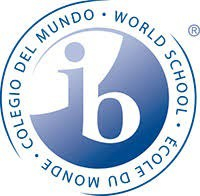 COLEGIO DEL MUNDO · WORLD SCHOOL · ÉCOLE DU MONDE ·
®
ib